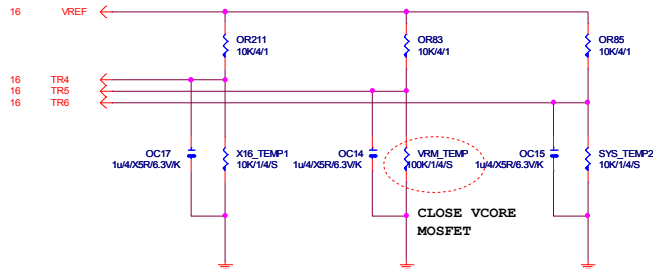 16 VREF
OR211
10K/4/1
OR83
10K/4/1
OR85
10K/4/1
16 TR4
16 TR5
16 TR6
OC17
1u/4/X5R/6.3V/K
X16_TEMP1
10K/1/4/S
OC14
1u/4/X5R/6.3V/K
VRM_TEMP
100K/1/4/S
OC15
1u/4/X5R/6.3V/K
SYS_TEMP2
10K/1/4/S
CLOSE VCORE
MOSFET